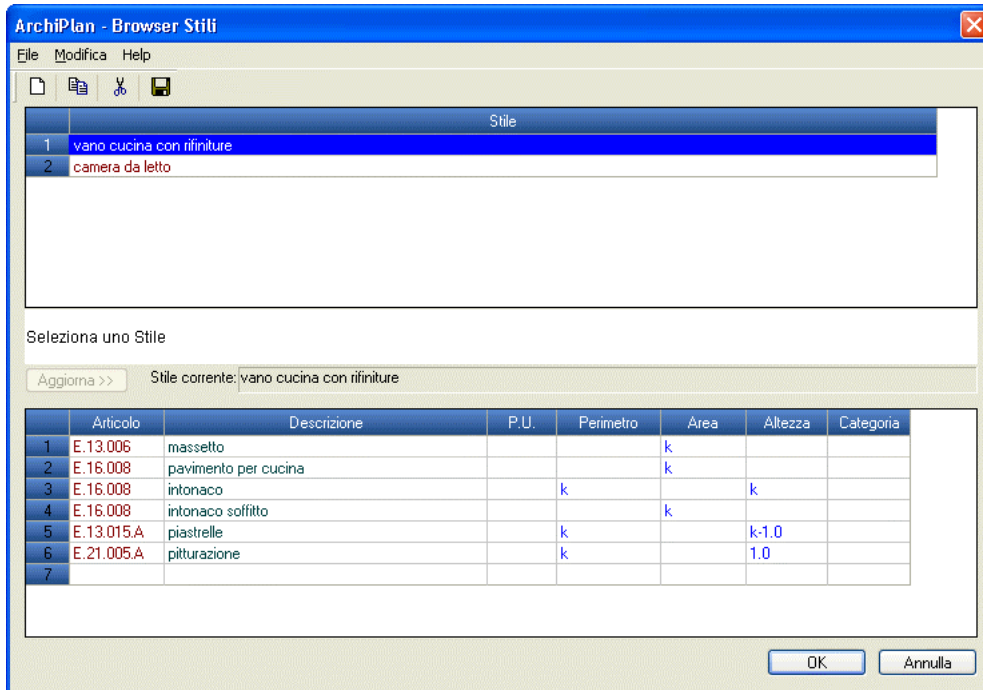 ArchiPlan - Browser Stili
File Modifica Help
Stile
1 vano cucina con rifiniture
2 camera da letto
Seleziona uno Stile
Aggiorna >> Stile corrente: vano cucina con rifiniture
Articolo Descrizione P.U. Perimetro Area Altezza Categoria
1 E.13.006 massetto k
2 E.16.008 pavimento per cucina k
3 E.16.008 intonaco k k
4 E.16.008 intonaco soffitto k
5 E.13.015.A piastrelle k k-1.0
6 E.21.005.A pitturazione k 1.0
7
OK Annulla